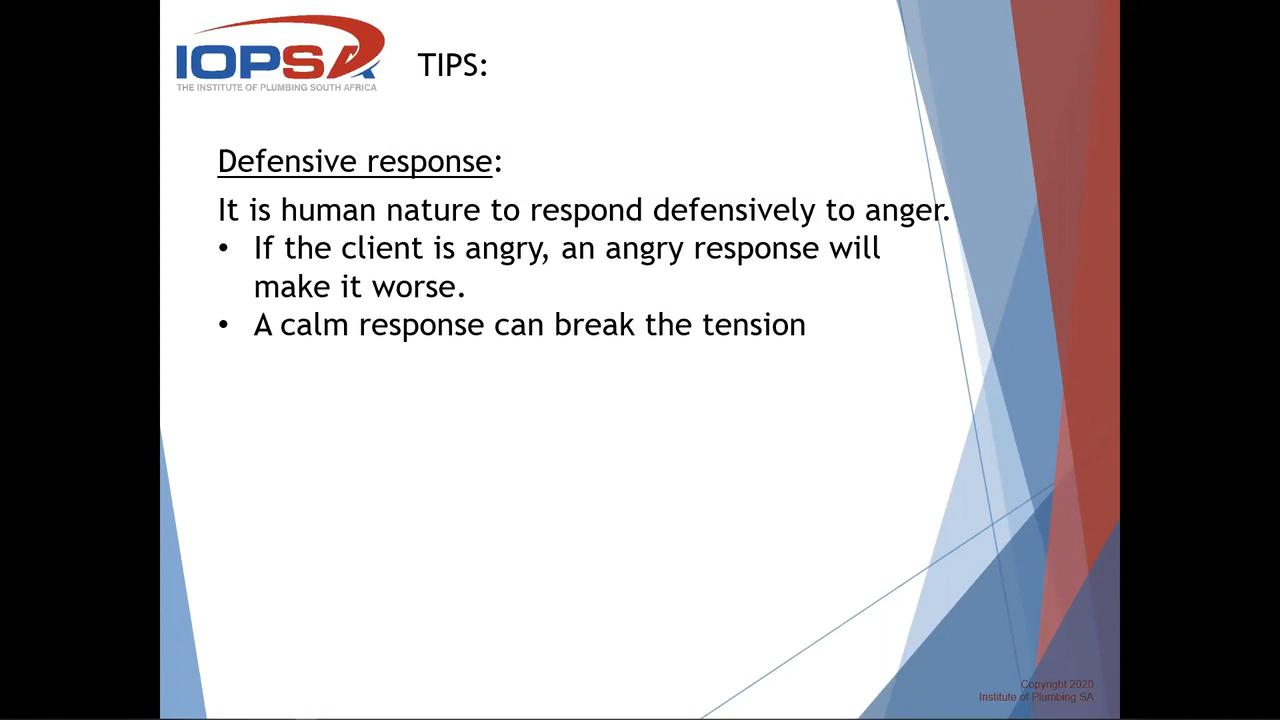 IOPSA
THE INSTITUTE OF PLUMBING SOUTH AFRICA
TIPS:
Defensive response:
It is human nature to respond defensively to anger.
• If the client is angry, an angry response will
make it worse.
• A calm response can break the tension
Copyright 2020
Institute of Plumbing SA